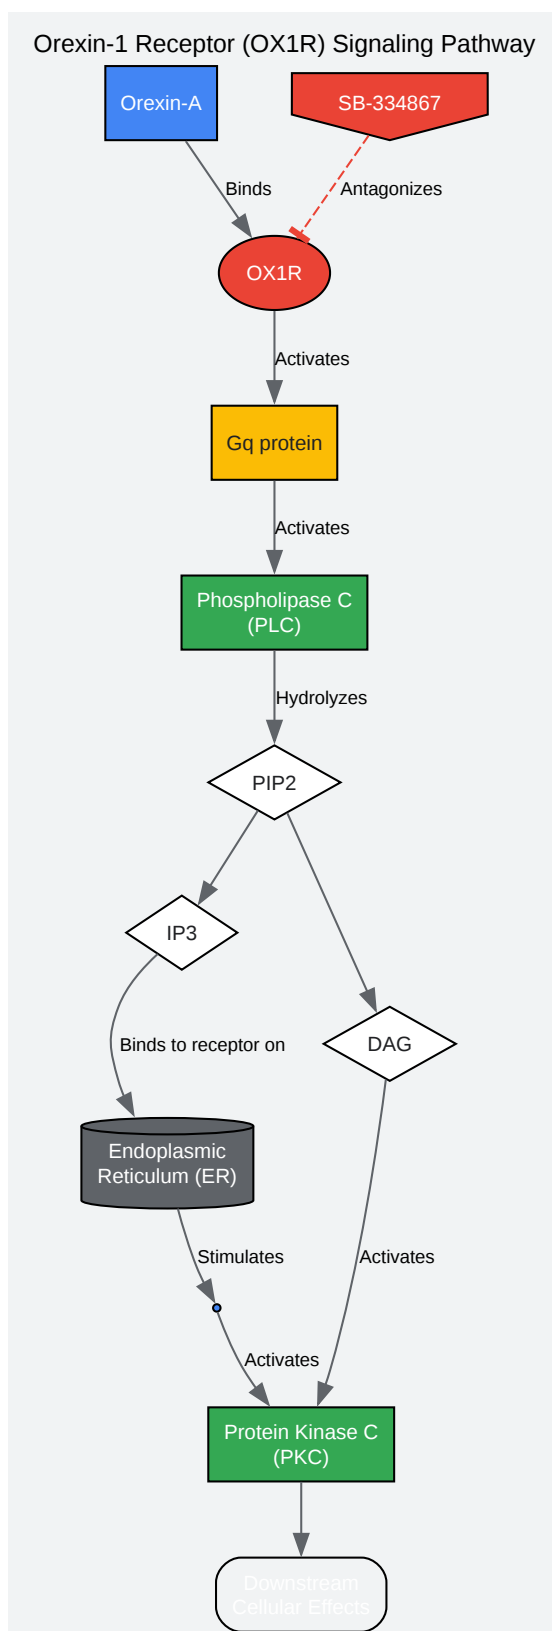 Orexin-1 Receptor (OX1R) Signaling Pathway
Orexin-A
SB-334867
Binds
Antagonizes
OX1R
Activates
Gq protein
Activates
Phospholipase C
(PLC)
Hydrolyzes
PIP2
IP3
DAG
Binds to receptor on
Endoplasmic
Reticulum (ER)
Stimulates
Activates
Activates
Protein Kinase C
(PKC)
Downstream
Cellular Effects